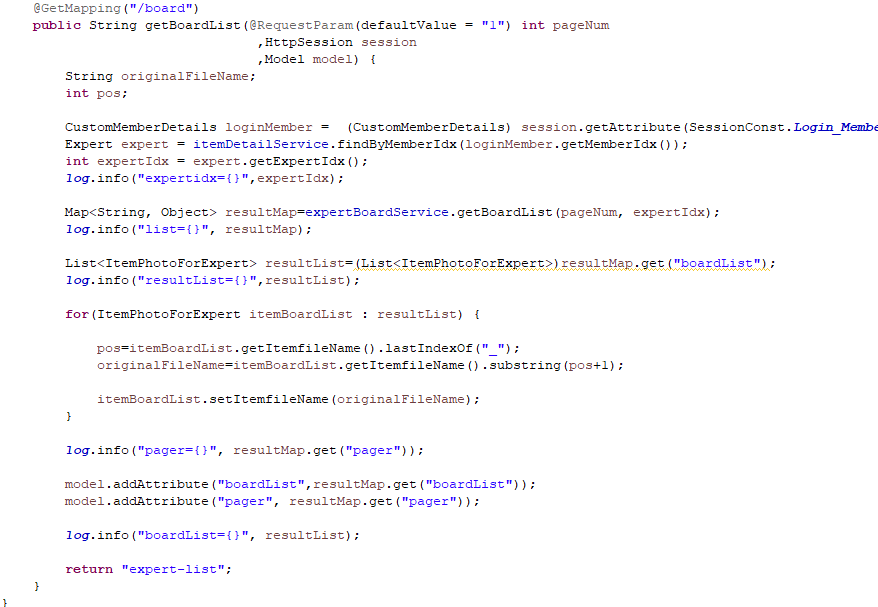 @GetMapping("/board")
public String getBoardList(@RequestParam(defaultValue = "1") int pageNum
,HttpSession session
,Model model) {
String originalFileName;
int pos;
CustomMemberDetails loginMember =  (CustomMemberDetails) session.getAttribute(SessionConst.Login_Membe
Expert expert = itemDetailService.findByMemberIdx(loginMember.getMemberIdx());
int expertIdx = expert.getExpertIdx();
log.info("expertidx={}",expertIdx);
Map<String, Object> resultMap=expertBoardService.getBoardList(pageNum, expertIdx);
log.info("list={}", resultMap);
List<ItemPhotoForExpert> resultList=(List<ItemPhotoForExpert>)resultMap.get("boardList");
log.info("resultList={}",resultList);
for(ItemPhotoForExpert itemBoardList : resultList) {
pos=itemBoardList.getItemfileName().lastIndexOf("_");
originalFileName=itemBoardList.getItemfileName().substring(pos+1);
itemBoardList.setItemfileName(originalFileName);
}
log.info("pager={}", resultMap.get("pager"));
model.addAttribute("boardList",resultMap.get("boardList"));
model.addAttribute("pager", resultMap.get("pager"));
log.info("boardList={}", resultList);
return "expert-list";
}
}